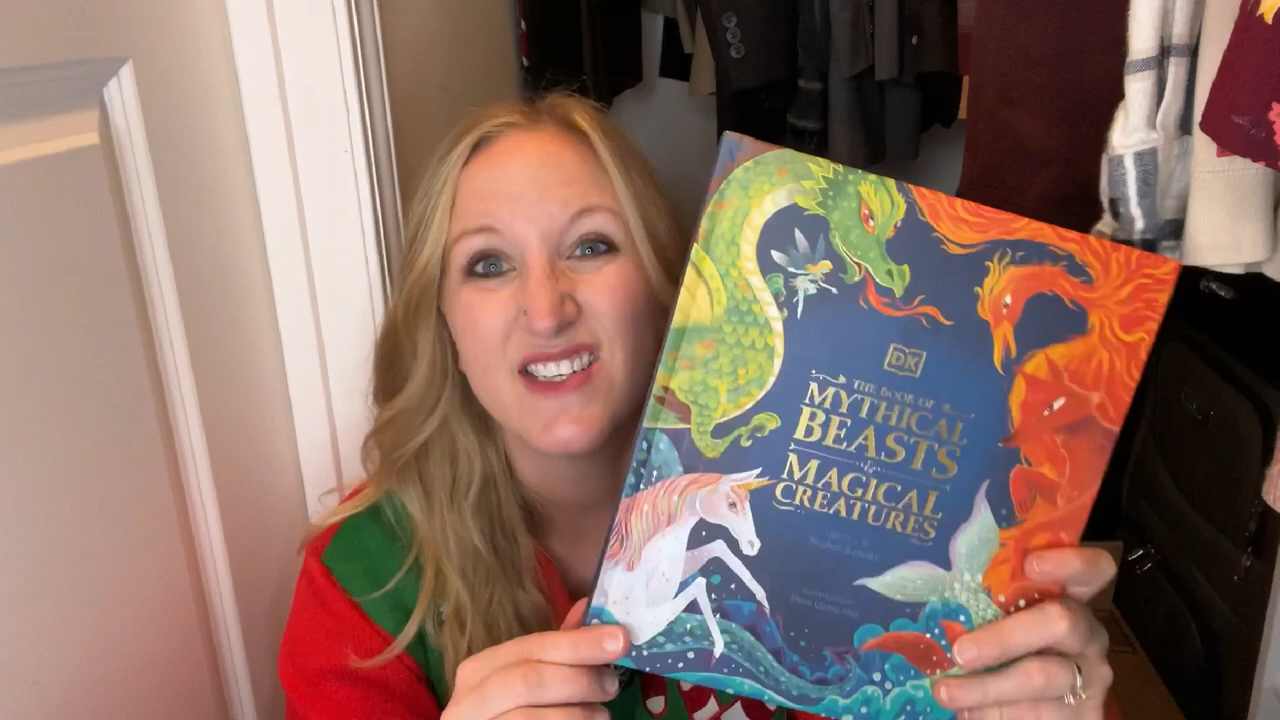 DK
THE BOOK OF
MYTHICAL
BEASTS
&
MAGICAL
CREATURES